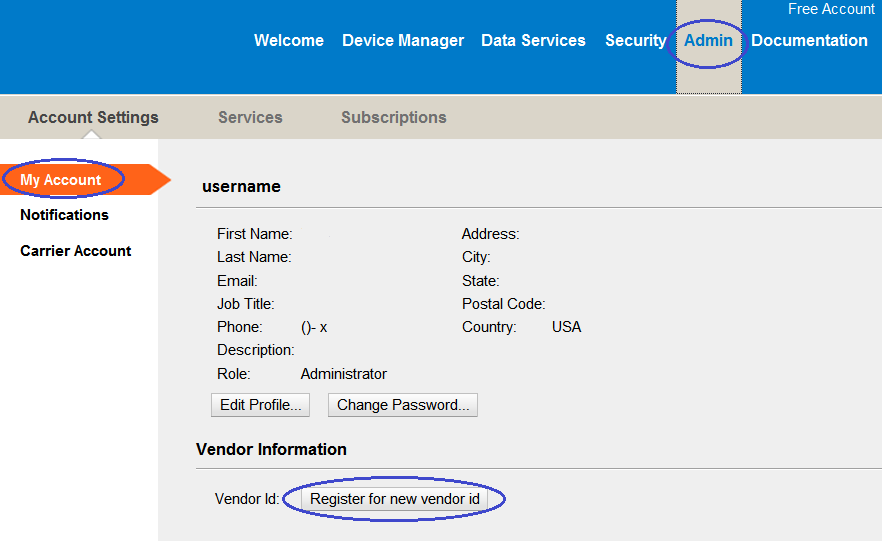 Free Account
Welcome Device Manager Data Services Security Admin Documentation
Account Settings Services Subscriptions
My Account
Notifications
Carrier Account
username
First Name: Address:
Last Name: City:
Email: State:
Job Title: Postal Code:
Phone: ()- x Country: USA
Description:
Role: Administrator
Edit Profile... Change Password...
Vendor Information
Vendor Id: Register for new vendor id